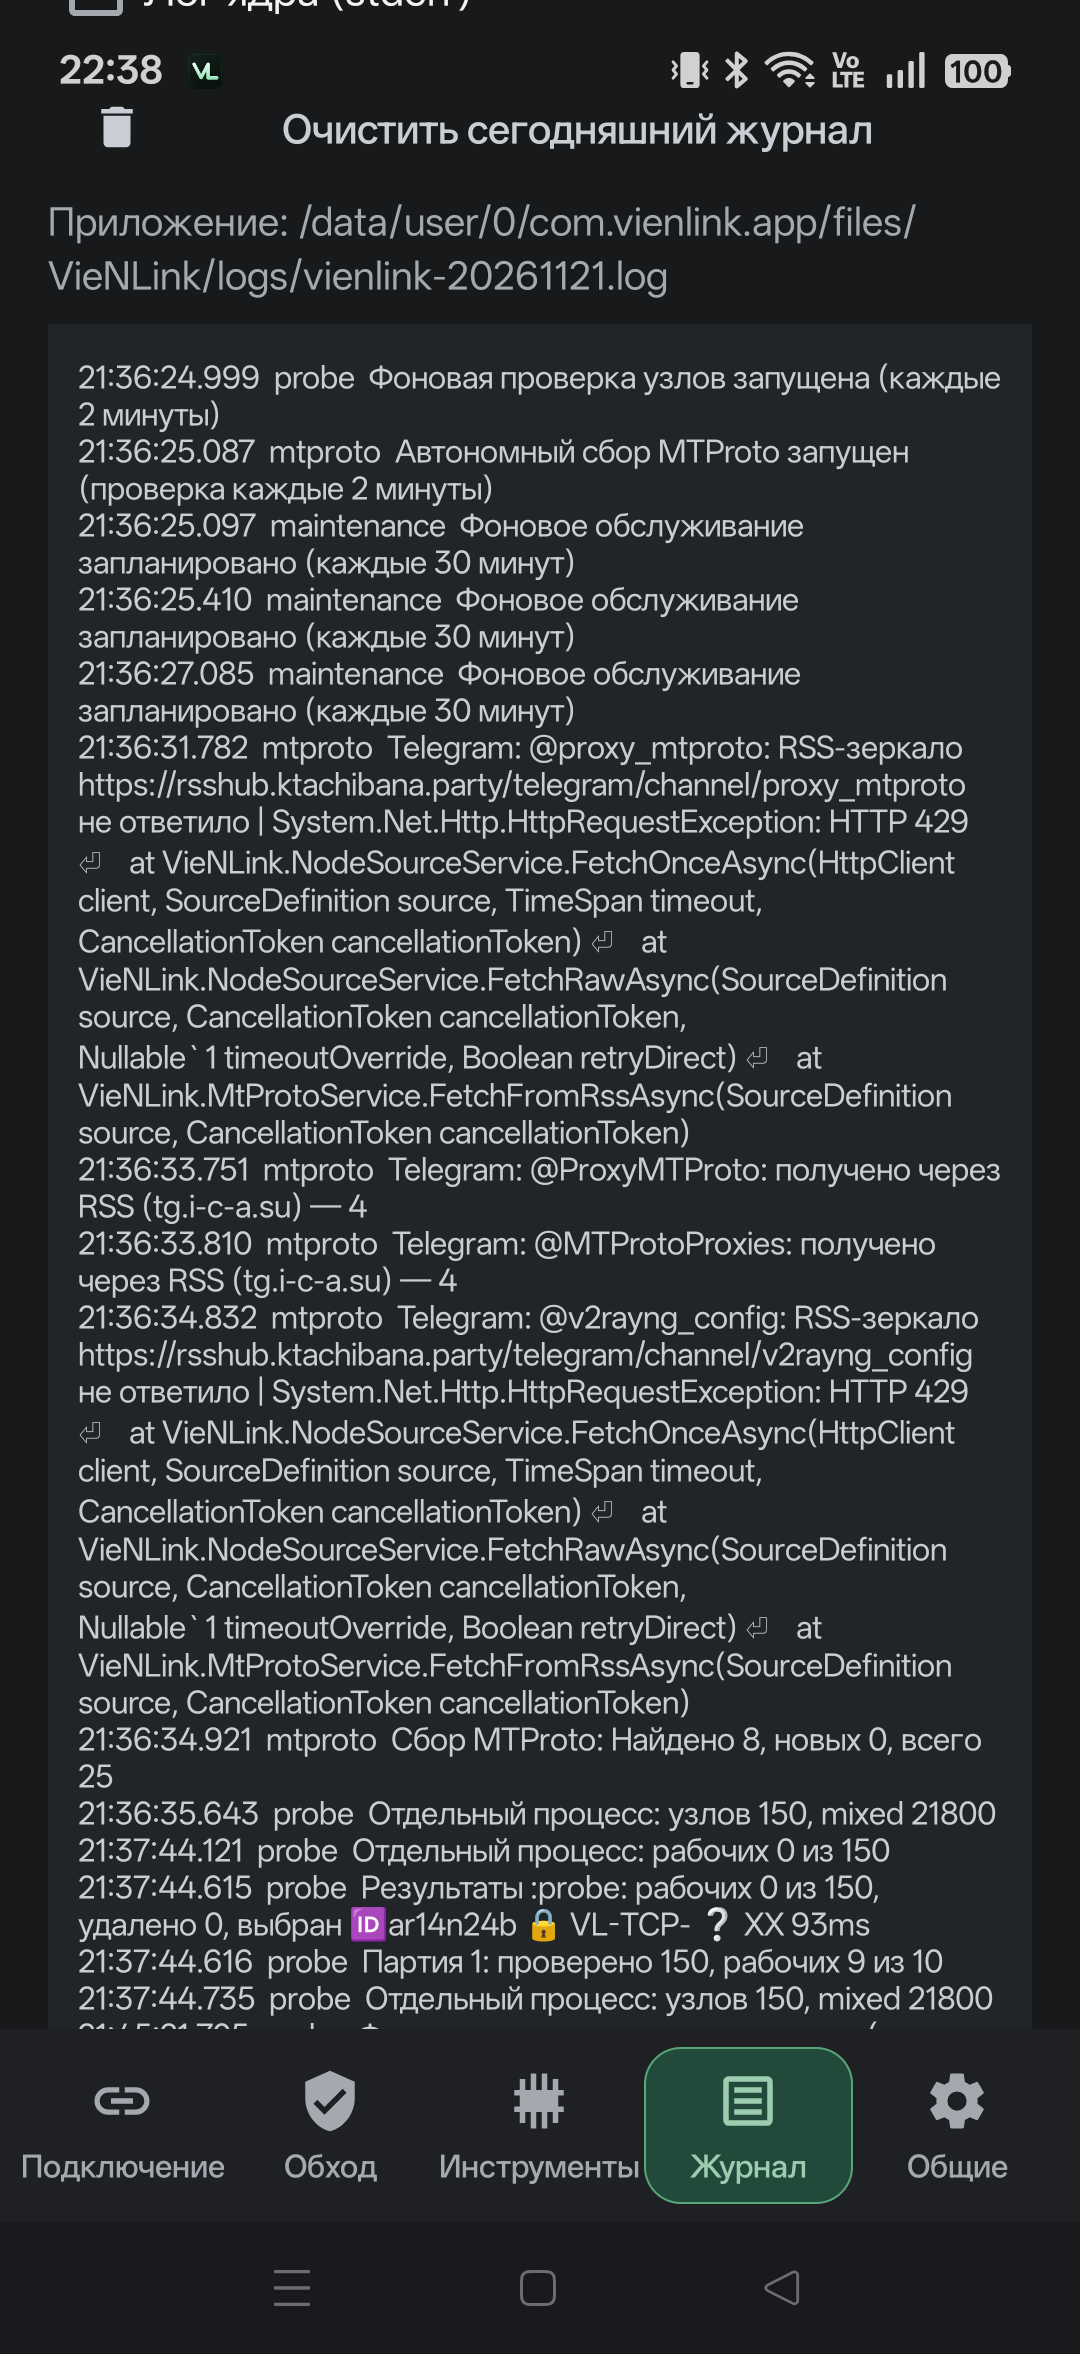 Лог ядра (stderr)
22:38 VL Vo LTE 100
Очистить сегодняшний журнал
Приложение: /data/user/0/com.vienlink.app/files/
VieNLink/logs/vienlink-20261121.log
21:36:24.999 probe Фоновая проверка узлов запущена (каждые
2 минуты)
21:36:25.087 mtproto Автономный сбор MTProto запущен
(проверка каждые 2 минуты)
21:36:25.097 maintenance Фоновое обслуживание
запланировано (каждые 30 минут)
21:36:25.410 maintenance Фоновое обслуживание
запланировано (каждые 30 минут)
21:36:27.085 maintenance Фоновое обслуживание
запланировано (каждые 30 минут)
21:36:31.782 mtproto Telegram: @proxy_mtproto: RSS-зеркало
https://rsshub.ktachibana.party/telegram/channel/proxy_mtproto
не ответило | System.Net.Http.HttpRequestException: HTTP 429
⏎ at VieNLink.NodeSourceService.FetchOnceAsync(HttpClient
client, SourceDefinition source, TimeSpan timeout,
CancellationToken cancellationToken) ⏎ at
VieNLink.NodeSourceService.FetchRawAsync(SourceDefinition
source, CancellationToken cancellationToken,
Nullable`1 timeoutOverride, Boolean retryDirect) ⏎ at
VieNLink.MtProtoService.FetchFromRssAsync(SourceDefinition
source, CancellationToken cancellationToken)
21:36:33.751 mtproto Telegram: @ProxyMTProto: получено через
RSS (tg.i-c-a.su) — 4
21:36:33.810 mtproto Telegram: @MTProtoProxies: получено
через RSS (tg.i-c-a.su) — 4
21:36:34.832 mtproto Telegram: @v2rayng_config: RSS-зеркало
https://rsshub.ktachibana.party/telegram/channel/v2rayng_config
не ответило | System.Net.Http.HttpRequestException: HTTP 429
⏎ at VieNLink.NodeSourceService.FetchOnceAsync(HttpClient
client, SourceDefinition source, TimeSpan timeout,
CancellationToken cancellationToken) ⏎ at
VieNLink.NodeSourceService.FetchRawAsync(SourceDefinition
source, CancellationToken cancellationToken,
Nullable`1 timeoutOverride, Boolean retryDirect) ⏎ at
VieNLink.MtProtoService.FetchFromRssAsync(SourceDefinition
source, CancellationToken cancellationToken)
21:36:34.921 mtproto Сбор MTProto: Найдено 8, новых 0, всего
25
21:36:35.643 probe Отдельный процесс: узлов 150, mixed 21800
21:37:44.121 probe Отдельный процесс: рабочих 0 из 150
21:37:44.615 probe Результаты :probe: рабочих 0 из 150,
удалено 0, выбран 🆔ar14n24b 🔒 VL-TCP- ❔ XX 93ms
21:37:44.616 probe Партия 1: проверено 150, рабочих 9 из 10
21:37:44.735 probe Отдельный процесс: узлов 150, mixed 21800
Подключение Обход Инструменты Журнал Общие